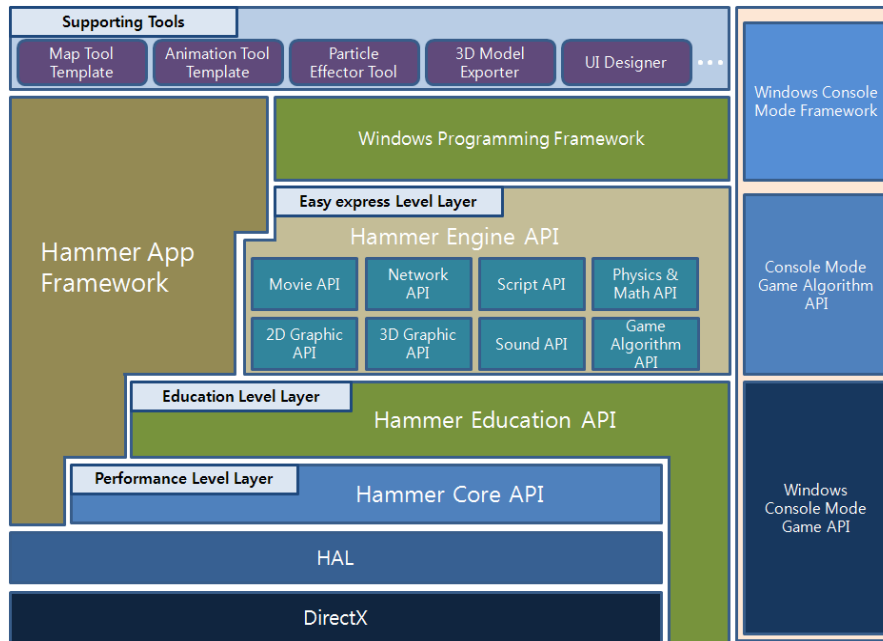 Supporting Tools
Map Tool
Template
Animation Tool
Template
Particle
Effector Tool
3D Model
Exporter
UI Designer
...
Windows Programming Framework
Easy express Level Layer
Hammer Engine API
Hammer App
Framework
Movie API
Network
API
Script API
Physics &
Math API
2D Graphic
API
3D Graphic
API
Sound API
Game
Algorithm
API
Education Level Layer
Hammer Education API
Performance Level Layer
Hammer Core API
HAL
DirectX
Windows Console
Mode Framework
Console Mode
Game Algorithm
API
Windows
Console Mode
Game API